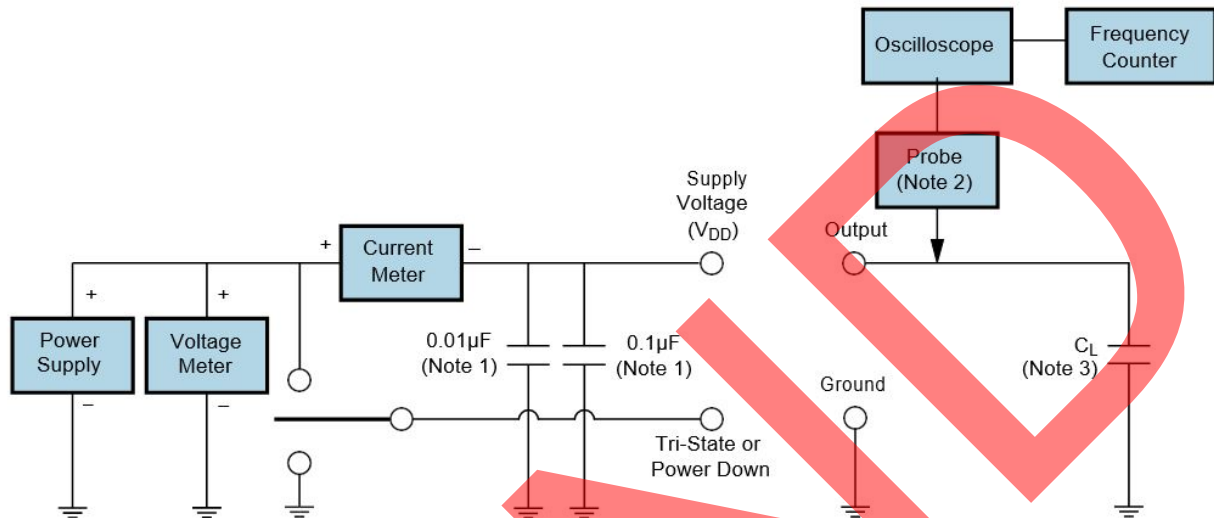 Oscilloscope
Frequency
Counter
Probe
(Note 2)
Supply
Voltage
(VDD)
Output
+
Current
Meter
–
+
Power
Supply
–
+
Voltage
Meter
–
0.01µF
(Note 1)
0.1µF
(Note 1)
CL
(Note 3)
Ground
Tri-State or
Power Down